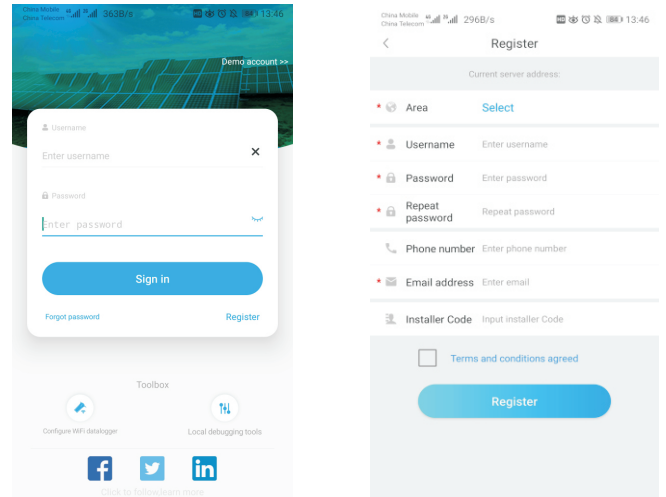 China Mobile
China Telecom 363B/s 13:46
Demo account >>
Username
Enter username
Password
Enter password
Sign in
Forgot password Register
Toolbox
Configure WiFi datalogger Local debugging tools
Click to follow,learn more
China Mobile
China Telecom 296B/s 13:46
Register
Current server address:
* Area Select
* Username Enter username
* Password Enter password
* Repeat password Repeat password
Phone number Enter phone number
* Email address Enter email
Installer Code Input installer Code
Terms and conditions agreed
Register